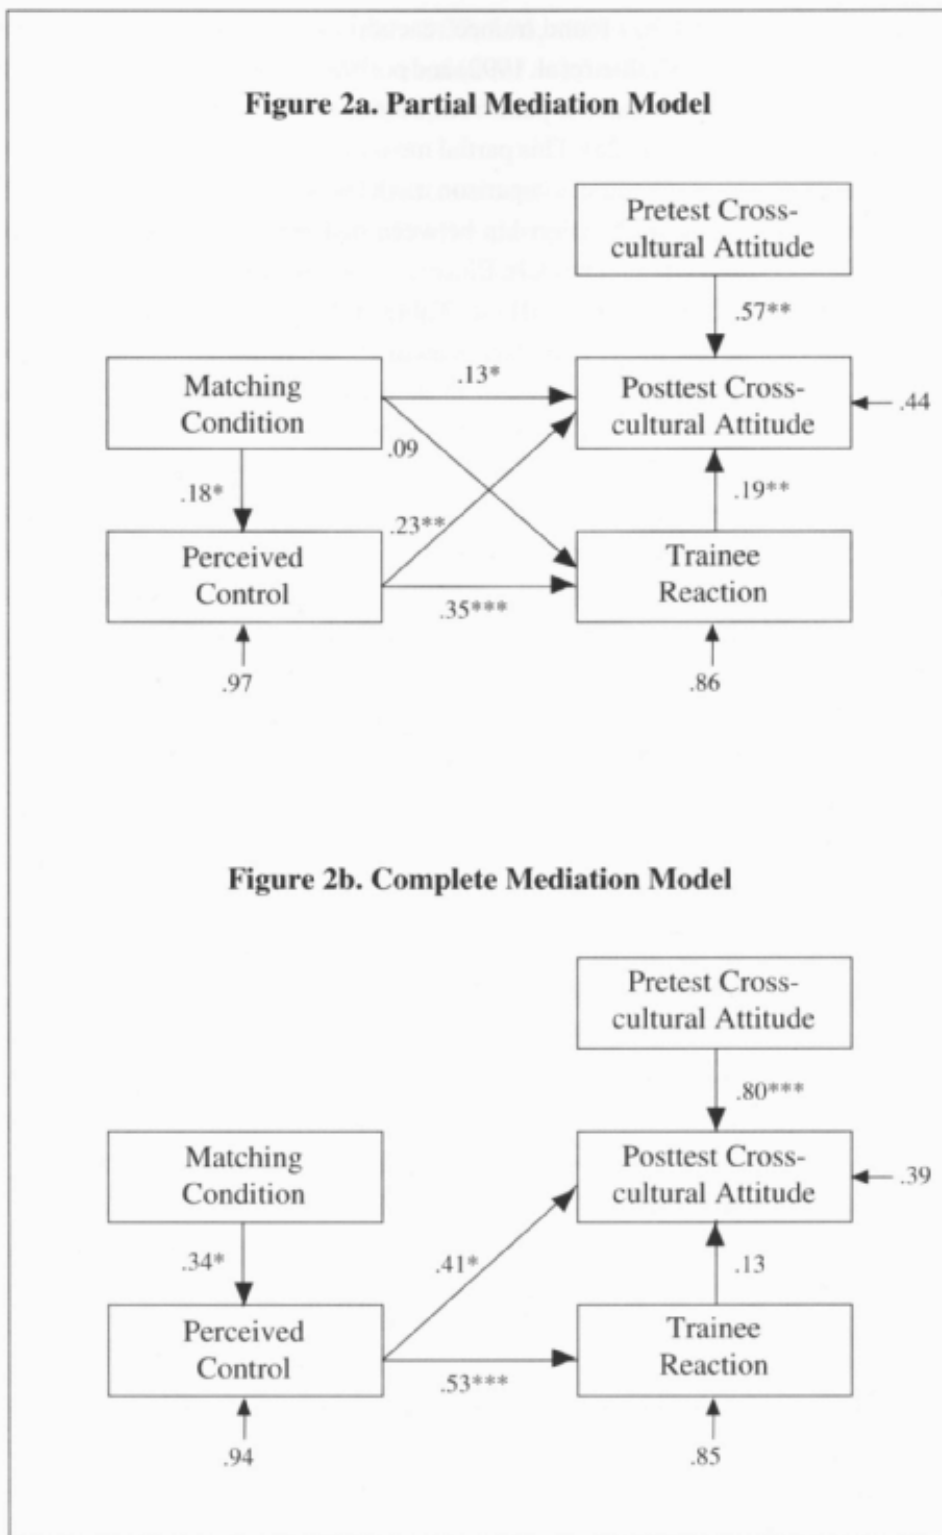 Figure 2a. Partial Mediation Model
Pretest Cross-
cultural Attitude
.57**
.13*
Matching
Condition
Posttest Cross-
cultural Attitude
.44
.09
.18*
.23**
.19**
Perceived
Control
Trainee
Reaction
.35***
.97
.86
Figure 2b. Complete Mediation Model
Pretest Cross-
cultural Attitude
.80***
Matching
Condition
Posttest Cross-
cultural Attitude
.39
.34*
.41*
.13
Perceived
Control
Trainee
Reaction
.53***
.94
.85